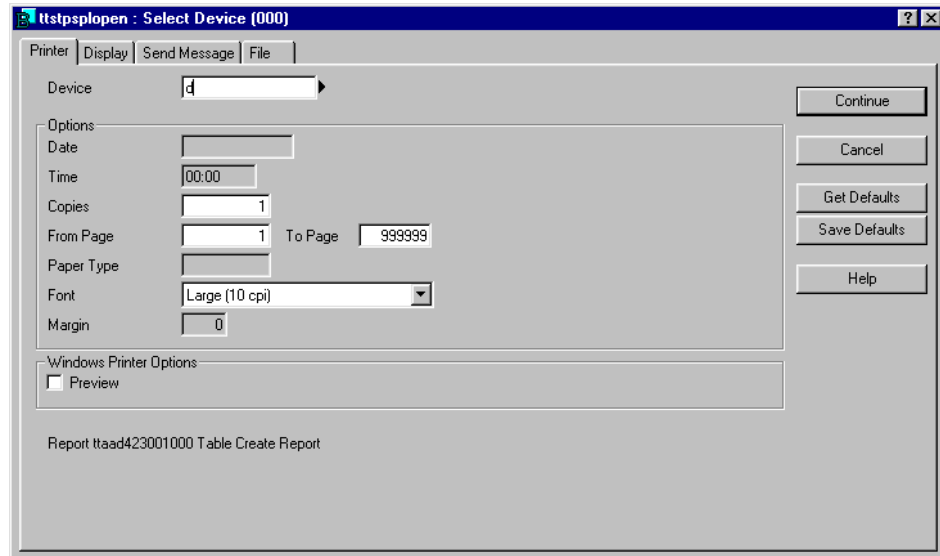 ttstpsplopen : Select Device (000)
Printer Display Send Message File
Device d
Continue
Options
Date
Cancel
Time 00:00
Get Defaults
Copies 1
Save Defaults
From Page 1 To Page 999999
Paper Type
Help
Font Large (10 cpi)
Margin 0
Windows Printer Options
Preview
Report ttaad423001000 Table Create Report